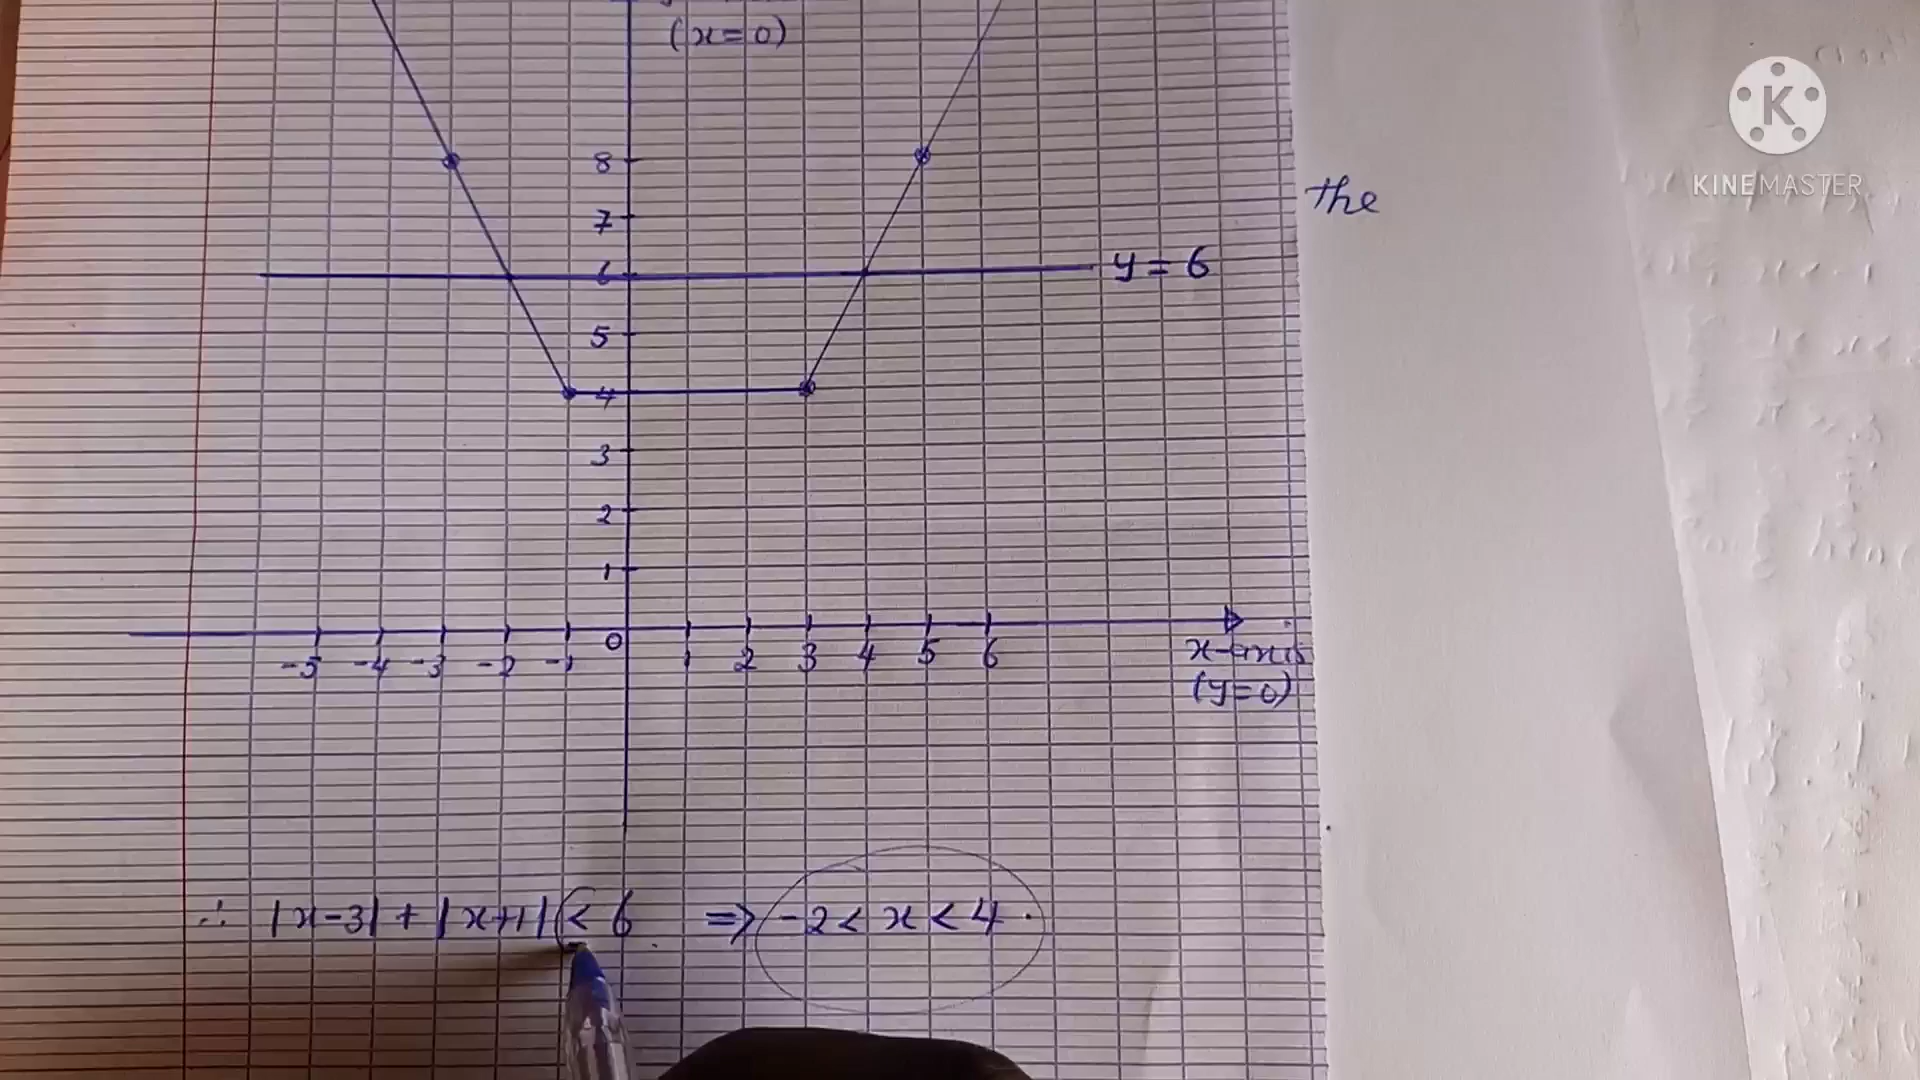 (x=0)
KINEMASTER
8
the
7
y = 6
6
5
4
3
2
1
0
-5 -4 -3 -2 -1 1 2 3 4 5 6
x-axis
(y=0)
∴ |x-3| + |x+1| < 6 ⇒ -2 < x < 4.